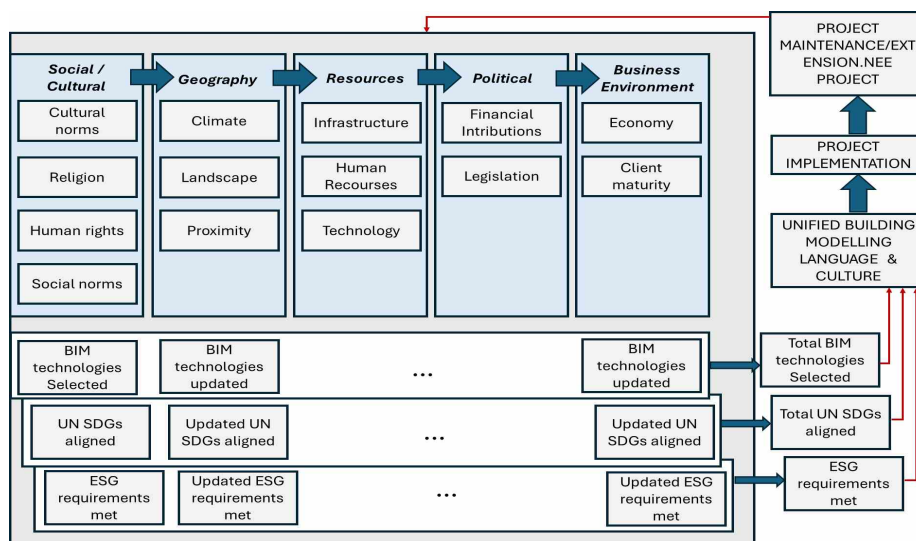 Social /
Cultural
Cultural
norms
Religion
Human rights
Social norms
Geography
Climate
Landscape
Proximity
Resources
Infrastructure
Human
Recourses
Technology
Political
Financial
Intributions
Legislation
Business
Environment
Economy
Client
maturity
PROJECT
MAINTENANCE/EXT
ENSION.NEE
PROJECT
PROJECT
IMPLEMENTATION
UNIFIED BUILDING
MODELLING
LANGUAGE &
CULTURE
BIM
technologies
Selected
BIM
technologies
updated
...
BIM
technologies
updated
Total BIM
technologies
Selected
UN SDGs
aligned
Updated UN
SDGs aligned
...
Updated UN
SDGs aligned
Total UN SDGs
aligned
ESG
requirements
met
Updated ESG
requirements
met
...
Updated ESG
requirements
met
ESG
requirements
met